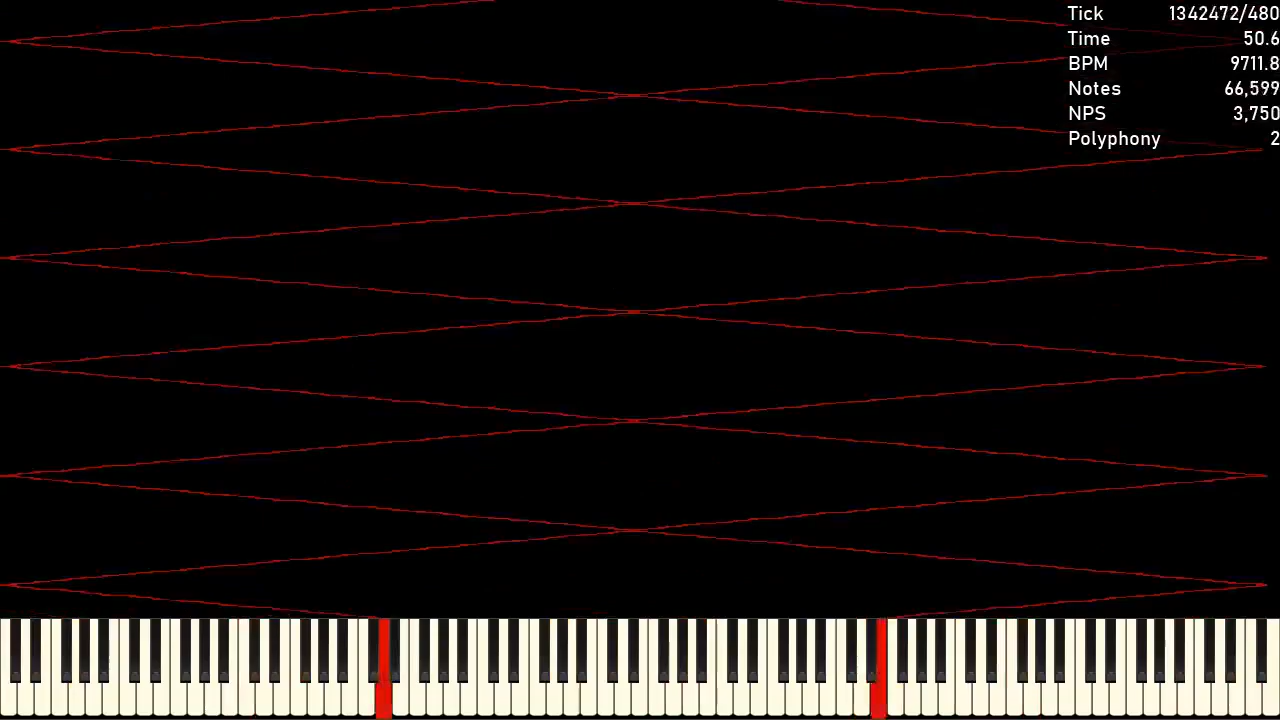 Tick 1342472/480
Time 50.6
BPM 9711.8
Notes 66,599
NPS 3,750
Polyphony 2